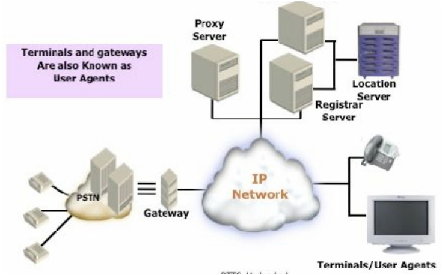 Proxy
Server
Terminals and gateways
Are also Known as
User Agents
Location
Server
Registrar
Server
PSTN
Gateway
IP
Network
Terminals/User Agents